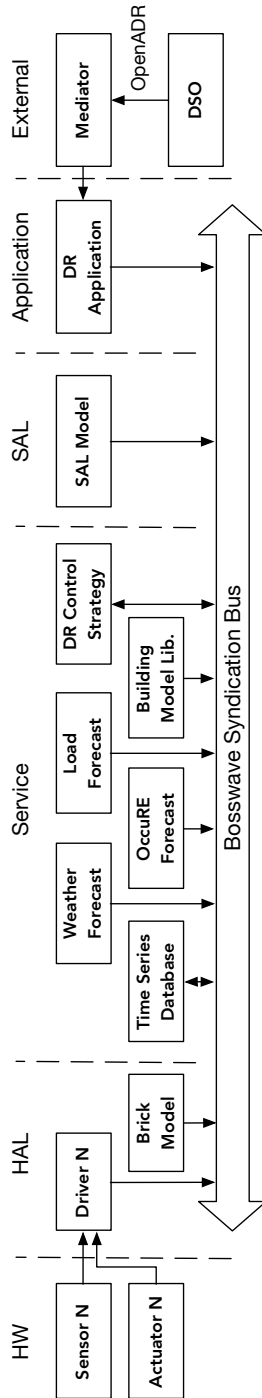 HW
HAL
Service
SAL
Application
External
Sensor N
Actuator N
Driver N
Brick
Model
Weather
Forecast
Time Series
Database
Load
Forecast
OccuRE
Forecast
DR Control
Strategy
Building
Model Lib.
SAL Model
DR
Application
Mediator
OpenADR
DSO
Bosswave Syndication Bus